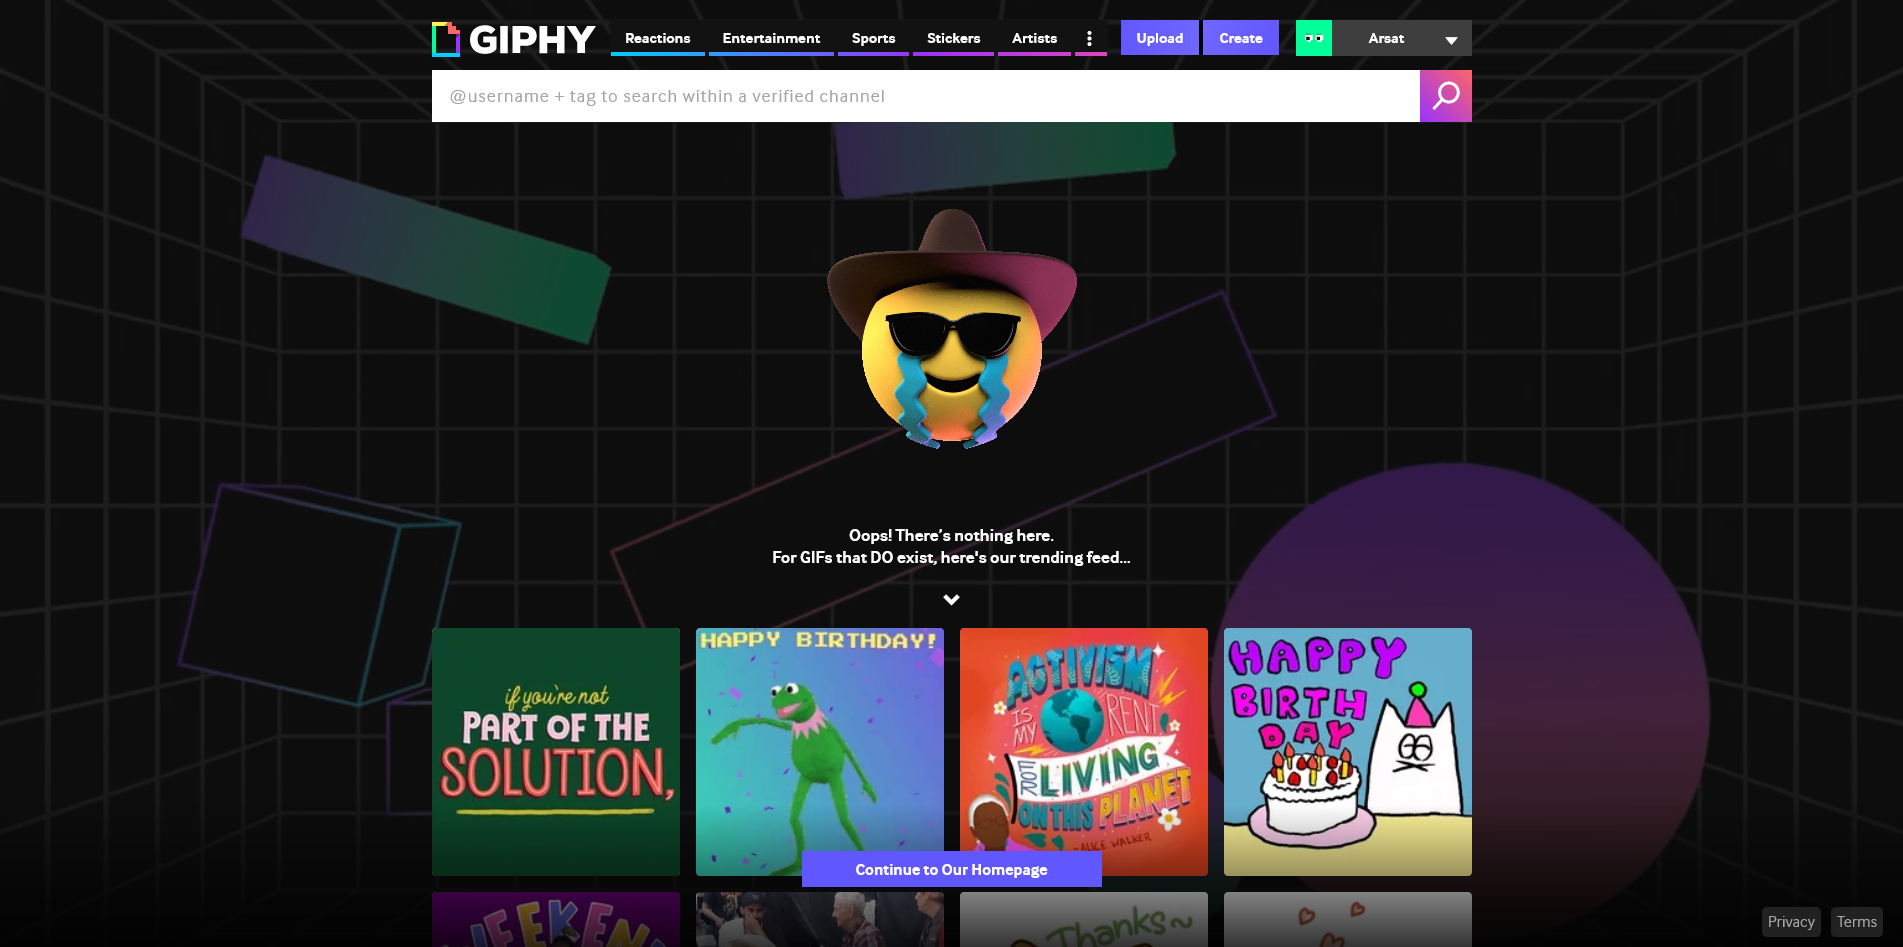 GIPHY
Reactions Entertainment Sports Stickers Artists Upload Create Arsat
@username + tag to search within a verified channel
Oops! There's nothing here.
For GIFs that DO exist, here's our trending feed...
if you're not
PART OF THE
SOLUTION,
HAPPY BIRTHDAY!
ACTIVISM
IS MY RENT
FOR LIVING
ON THIS PLANET
-ALICE WALKER
HAPPY
BIRTH
DAY
Continue to Our Homepage
Thanks~
Privacy Terms